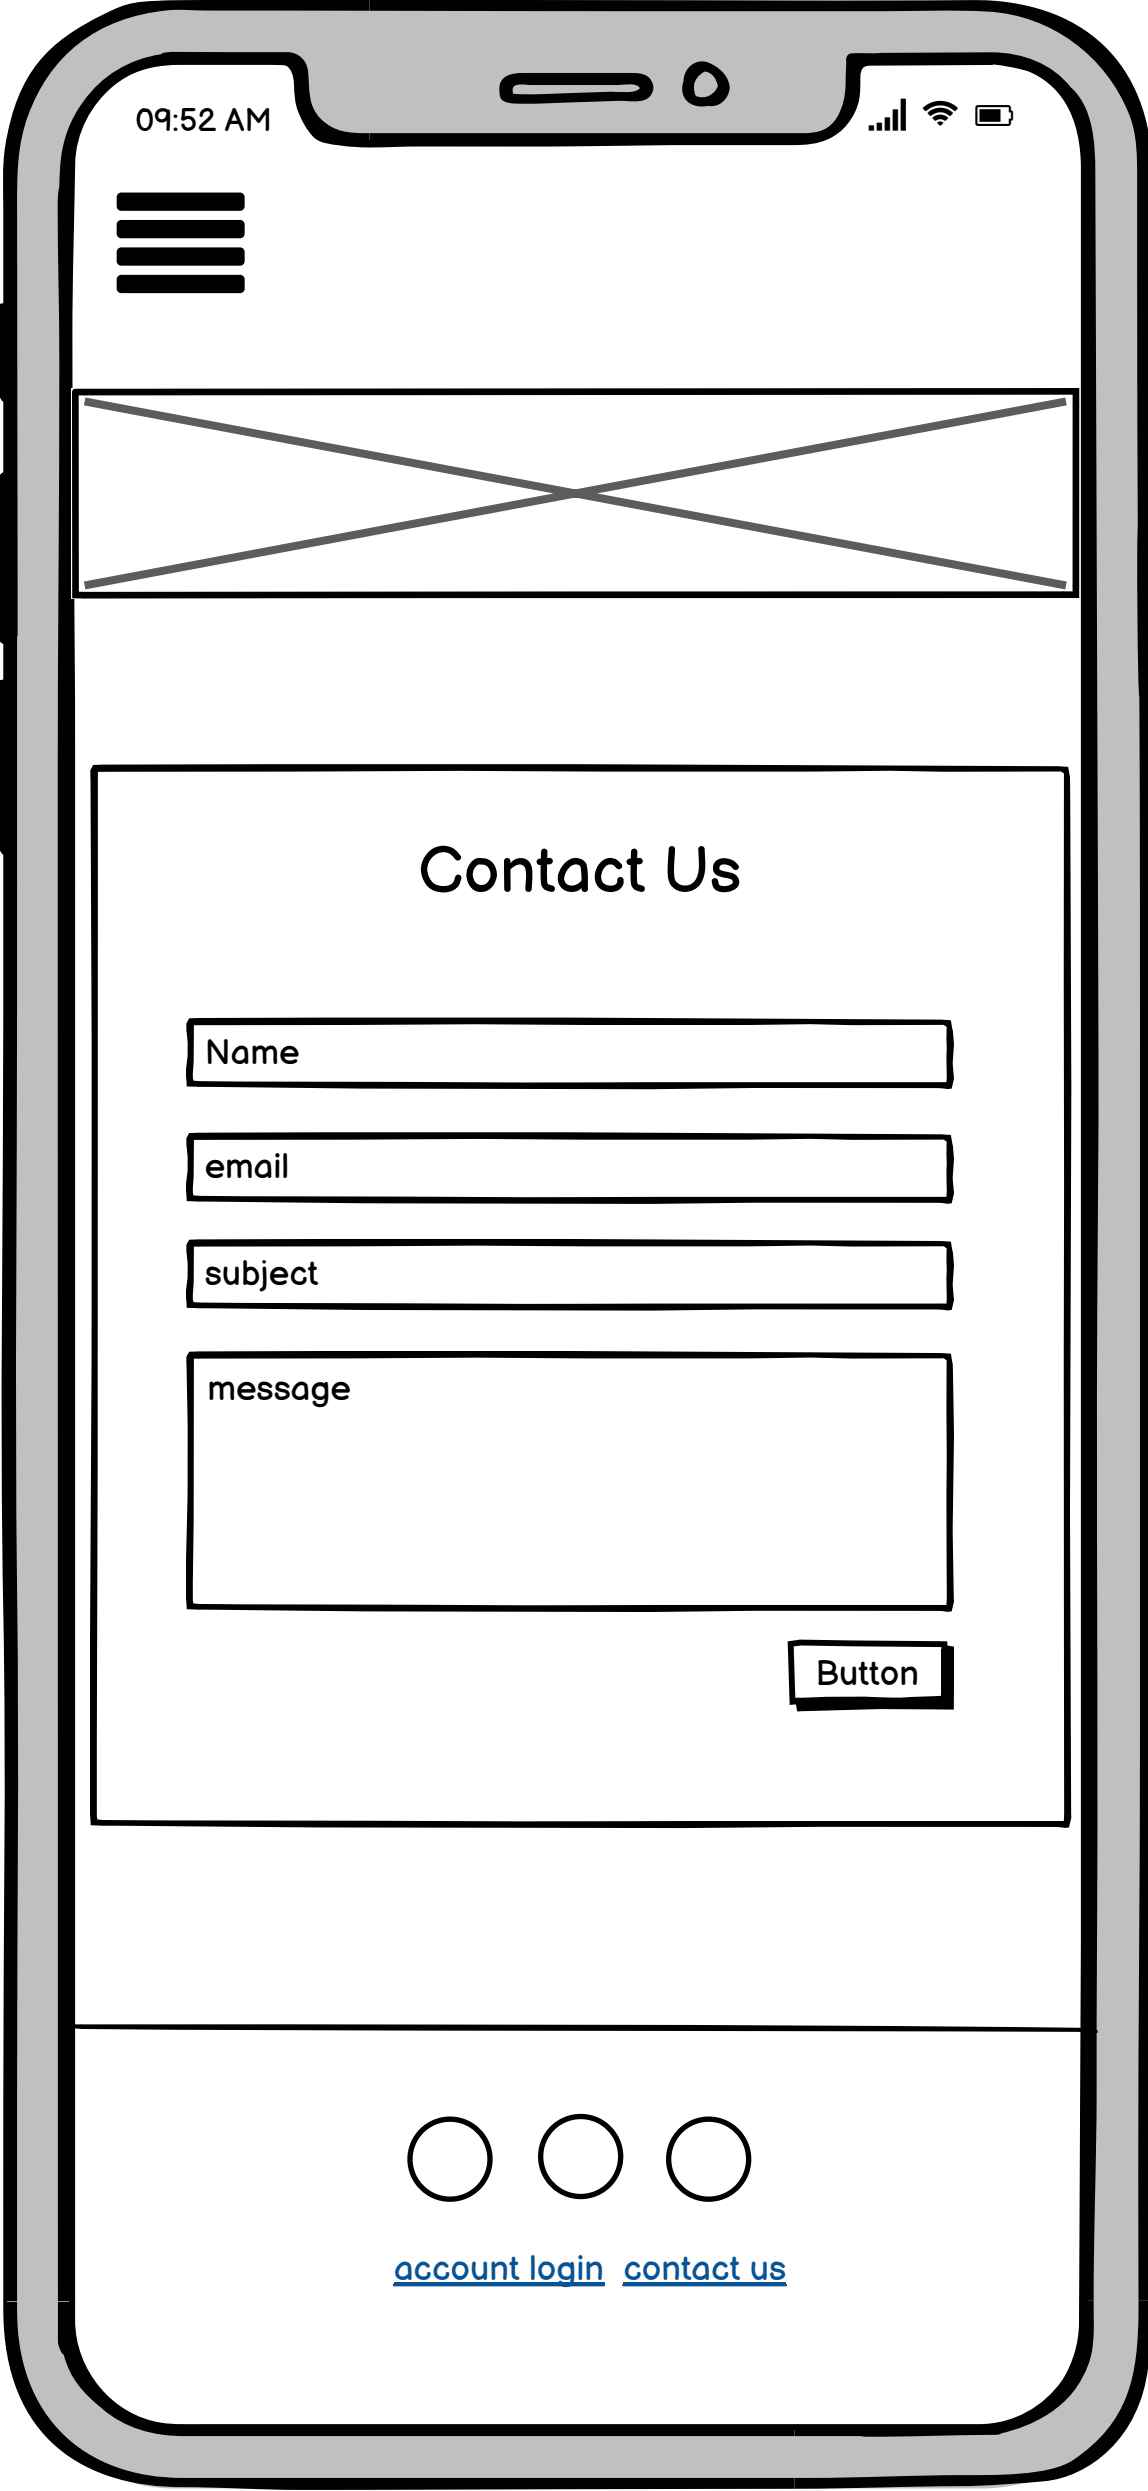 09:52 AM
Contact Us
Name
email
subject
message
Button
account login contact us